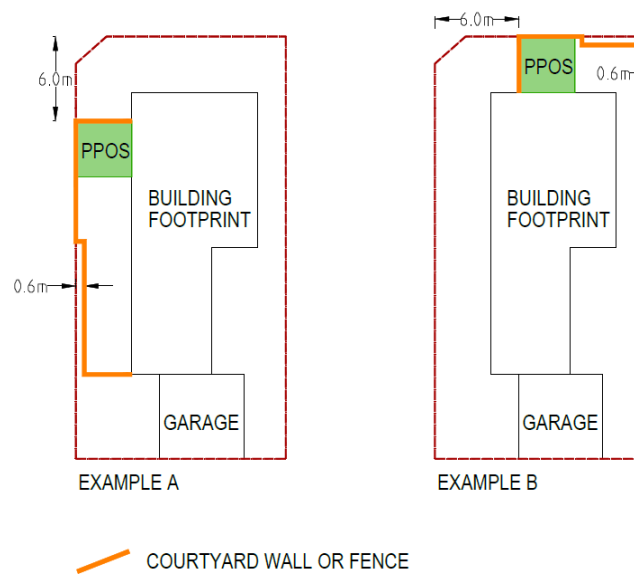 6.0m
6.0m
PPOS
0.6m
PPOS
BUILDING
FOOTPRINT
BUILDING
FOOTPRINT
0.6m
GARAGE
GARAGE
EXAMPLE A
EXAMPLE B
COURTYARD WALL OR FENCE